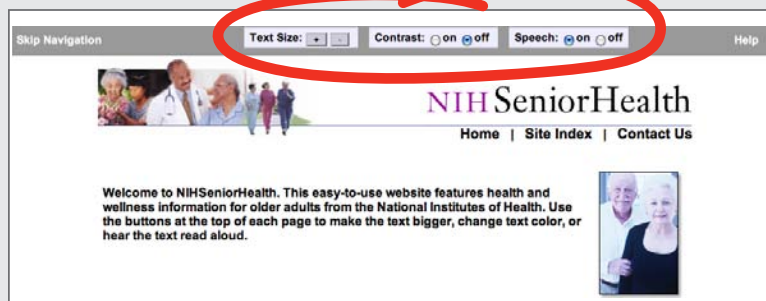 Skip Navigation Text Size: + - Contrast: on off Speech: on off Help
NIHSeniorHealth
Home | Site Index | Contact Us
Welcome to NIHSeniorHealth. This easy-to-use website features health and
wellness information for older adults from the National Institutes of Health. Use
the buttons at the top of each page to make the text bigger, change text color, or
hear the text read aloud.